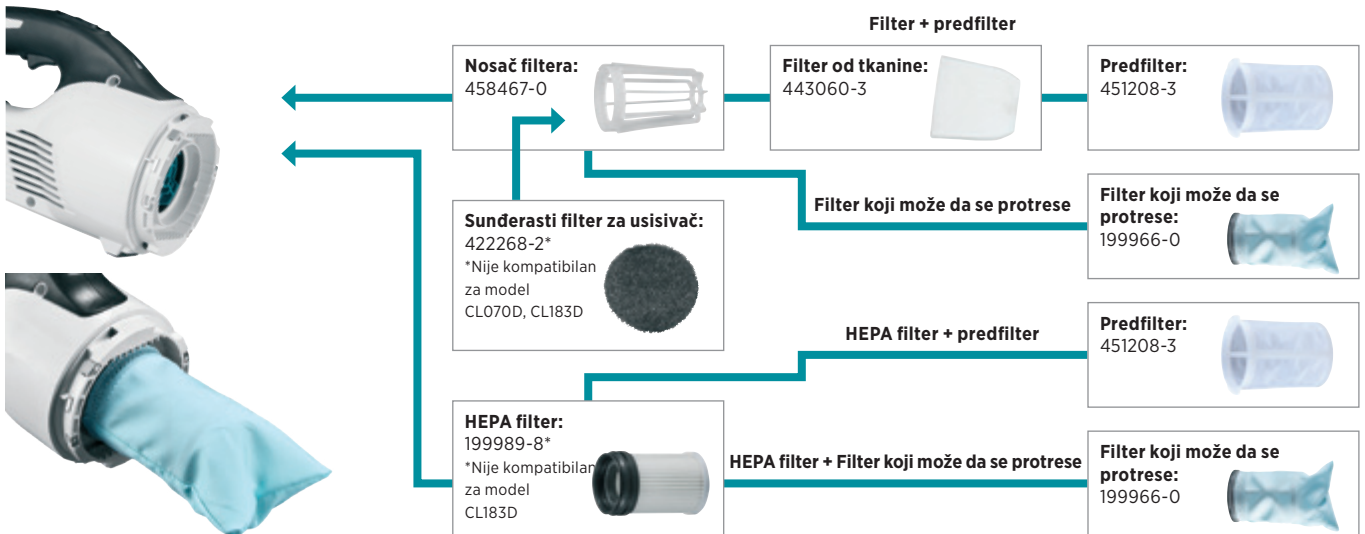 Filter + predfilter
Nosač filtera:
458467-0
Filter od tkanine:
443060-3
Predfilter:
451208-3
Filter koji može da se protrese
Filter koji može da se
protrese:
199966-0
Sunđerasti filter za usisivač:
422268-2*
*Nije kompatibilan
za model
CL070D, CL183D
HEPA filter + predfilter
Predfilter:
451208-3
HEPA filter:
199989-8*
*Nije kompatibilan
za model
CL183D
HEPA filter + Filter koji može da se protrese
Filter koji može da se
protrese:
199966-0